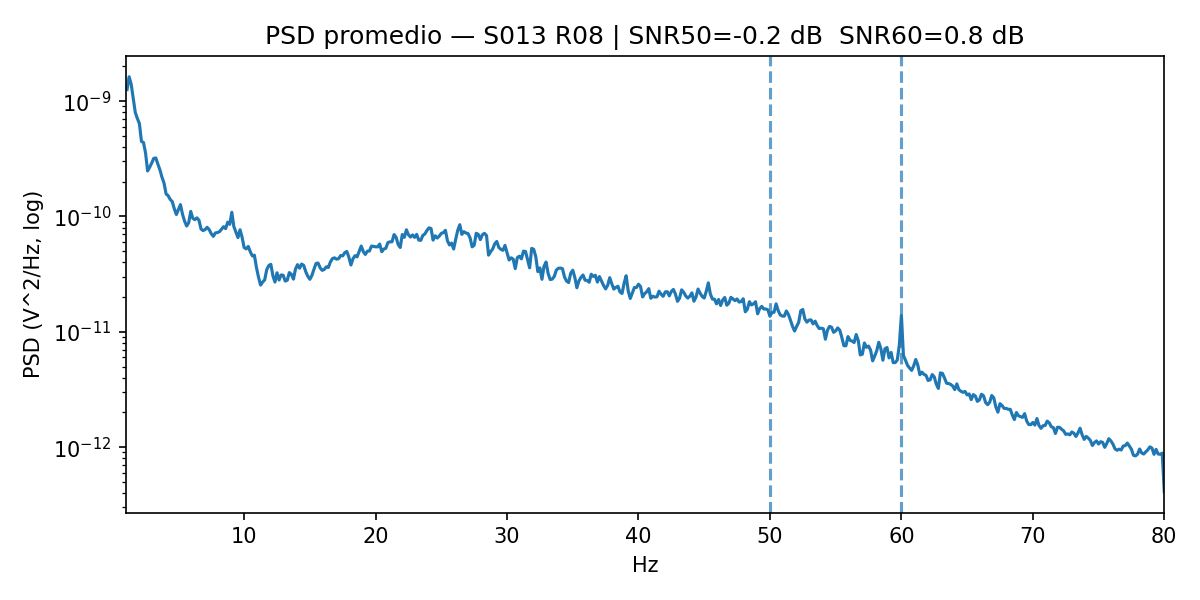 PSD promedio — S013 R08 | SNR50=-0.2 dB  SNR60=0.8 dB
PSD (V^2/Hz, log)
10⁻⁹
10⁻¹⁰
10⁻¹¹
10⁻¹²
10 20 30 40 50 60 70 80
Hz